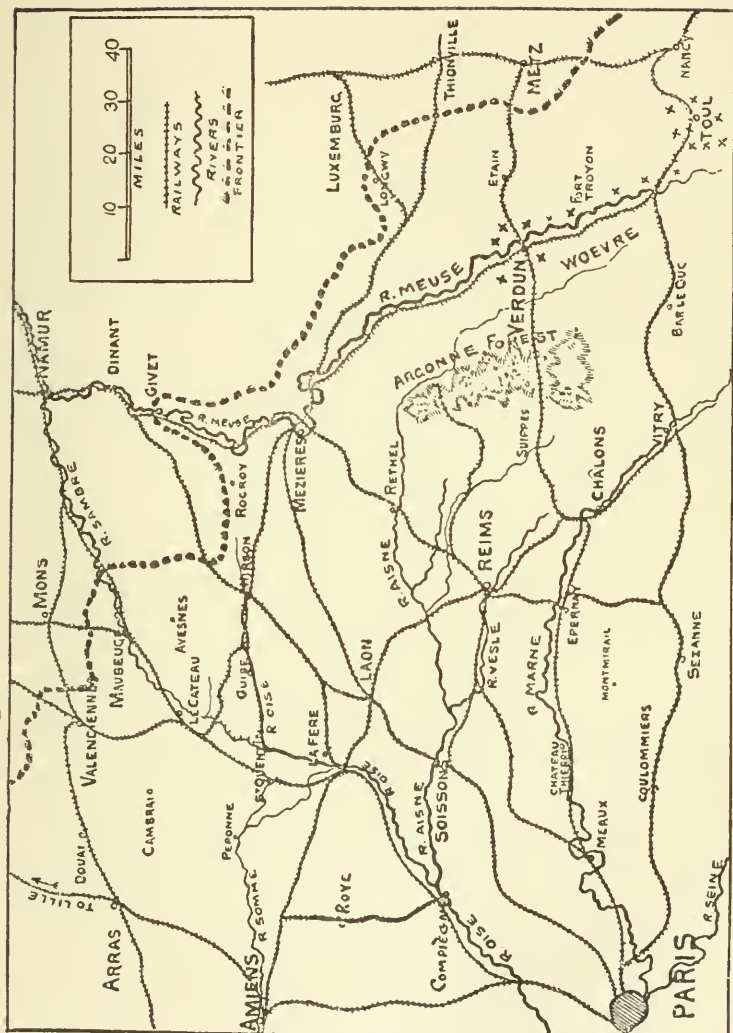 10 20 30 40
MILES
RAILWAYS
RIVERS
FRONTIER
NAMUR
DINANT
GIVET
R. MEUSE
MONS
R. SAMBRE
ROCROY
MEZIERES
HIRSON
AVESNES
MAUBEUGE
VALENCIENNES
LE CATEAU
GUISE
R OISE
DOUAI
CAMBRAI
TO LILLE
ARRAS
PERONNE
ST QUENTIN
LA FERE
LAON
R SOMME
AMIENS
ROYE
R OISE
R. AISNE
SOISSONS
COMPIÈGNE
R OISE
LUXEMBURG
THIONVILLE
LONGWY
METZ
R. MEUSE
ETAIN
VERDUN
WOEVRE
FORT TROYON
NANCY
TOUL
ARGONNE FOREST
RETHEL
R. AISNE
SUIPPES
REIMS
R. VESLE
CHÂLONS
VITRY
BAR LE DUC
R MARNE
EPERNAY
MONTMIRAIL
SEZANNE
CHATEAU
THIERRY
MEAUX
COULOMMIERS
PARIS
R. SEINE